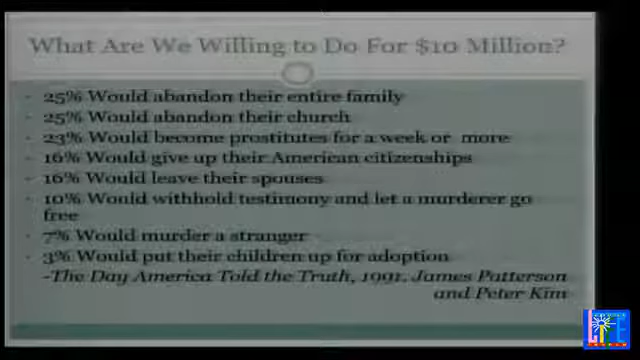 What Are We Willing to Do For $10 Million?
25% Would abandon their entire family
25% Would abandon their church
23% Would become prostitutes for a week or more
16% Would give up their American citizenships
16% Would leave their spouses
10% Would withhold testimony and let a murderer go
free
7% Would murder a stranger
3% Would put their children up for adoption
-The Day America Told the Truth, 1991. James Patterson
and Peter Kim
LIFE